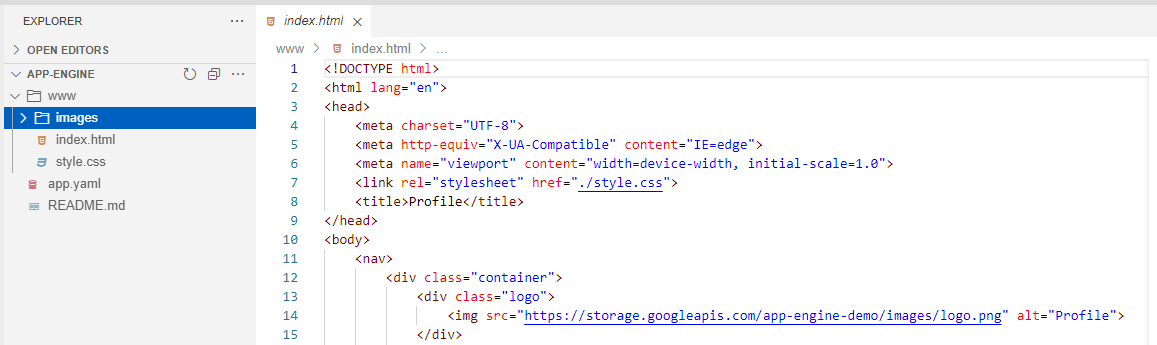 EXPLORER ...
OPEN EDITORS
APP-ENGINE ...
www
images
index.html
style.css
app.yaml
README.md
index.html
www > index.html > ...
1 <!DOCTYPE html>
2 <html lang="en">
3 <head>
4 <meta charset="UTF-8">
5 <meta http-equiv="X-UA-Compatible" content="IE=edge">
6 <meta name="viewport" content="width=device-width, initial-scale=1.0">
7 <link rel="stylesheet" href="./style.css">
8 <title>Profile</title>
9 </head>
10 <body>
11 <nav>
12 <div class="container">
13 <div class="logo">
14 <img src="https://storage.googleapis.com/app-engine-demo/images/logo.png" alt="Profile">
15 </div>